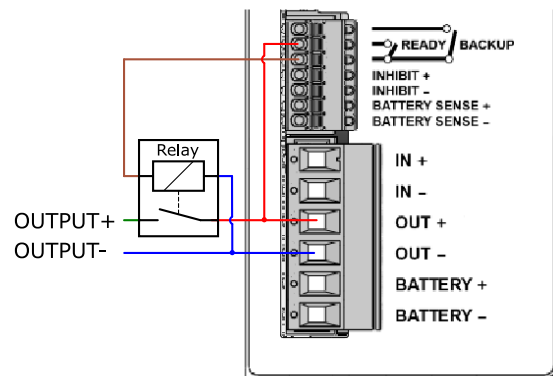 READY BACKUP
INHIBIT +
INHIBIT -
BATTERY SENSE +
BATTERY SENSE -
Relay
IN +
IN -
OUTPUT+
OUT +
OUTPUT-
OUT -
BATTERY +
BATTERY -